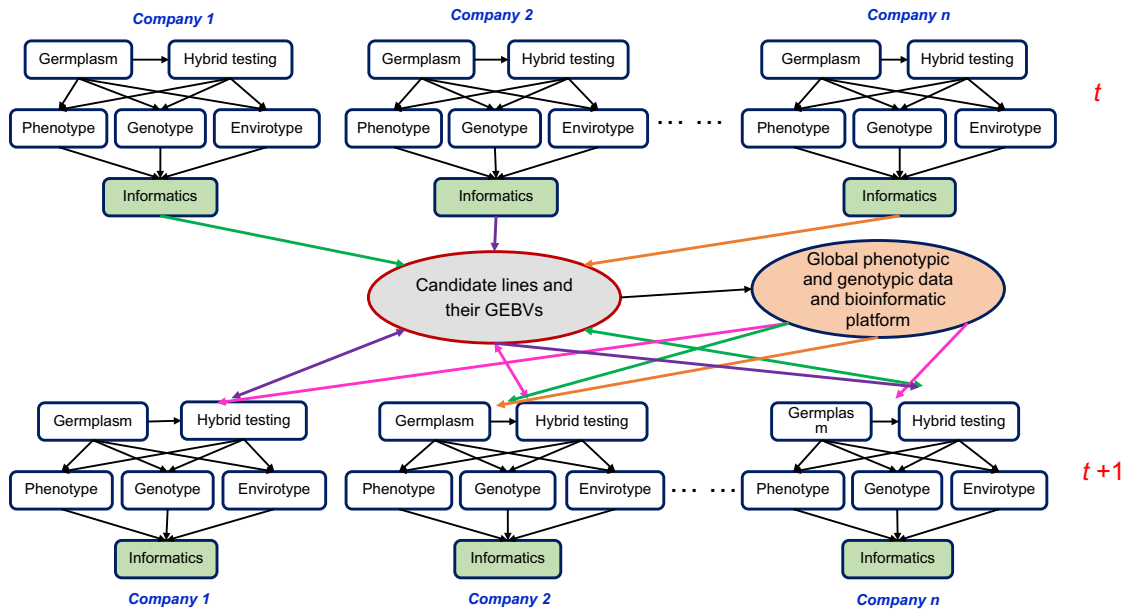 Company 1
Company 2
Company n
Germplasm
Hybrid testing
Germplasm
Hybrid testing
Germplasm
Hybrid testing
t
Phenotype
Genotype
Envirotype
Phenotype
Genotype
Envirotype
... ...
Phenotype
Genotype
Envirotype
Informatics
Informatics
Informatics
Candidate lines and
their GEBVs
Global phenotypic
and genotypic data
and bioinformatic
platform
Germplasm
Hybrid testing
Germplasm
Hybrid testing
Germplas
m
Hybrid testing
t +1
Phenotype
Genotype
Envirotype
Phenotype
Genotype
Envirotype
... ...
Phenotype
Genotype
Envirotype
Informatics
Informatics
Informatics
Company 1
Company 2
Company n